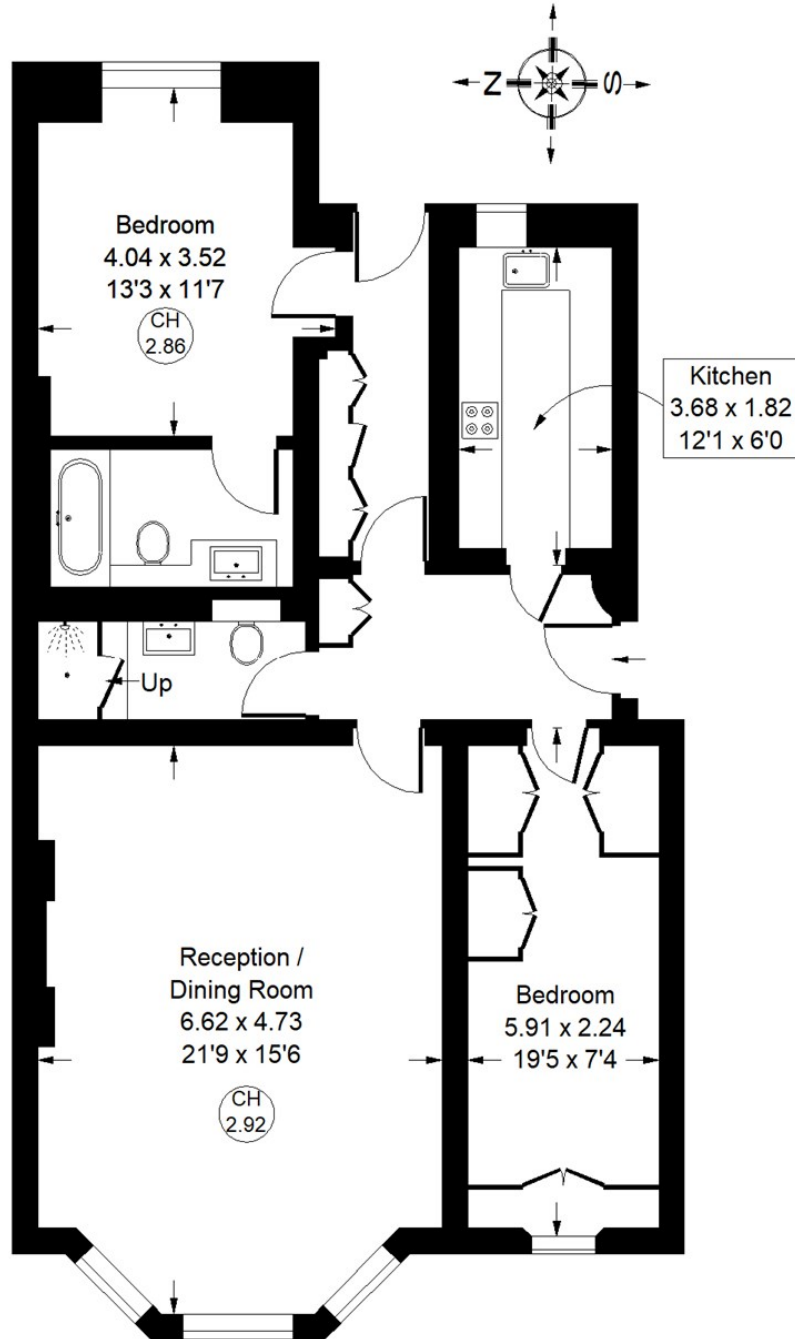 N
S
Bedroom
4.04 x 3.52
13'3 x 11'7
CH
2.86
Kitchen
3.68 x 1.82
12'1 x 6'0
Up
Reception /
Dining Room
6.62 x 4.73
21'9 x 15'6
CH
2.92
Bedroom
5.91 x 2.24
19'5 x 7'4